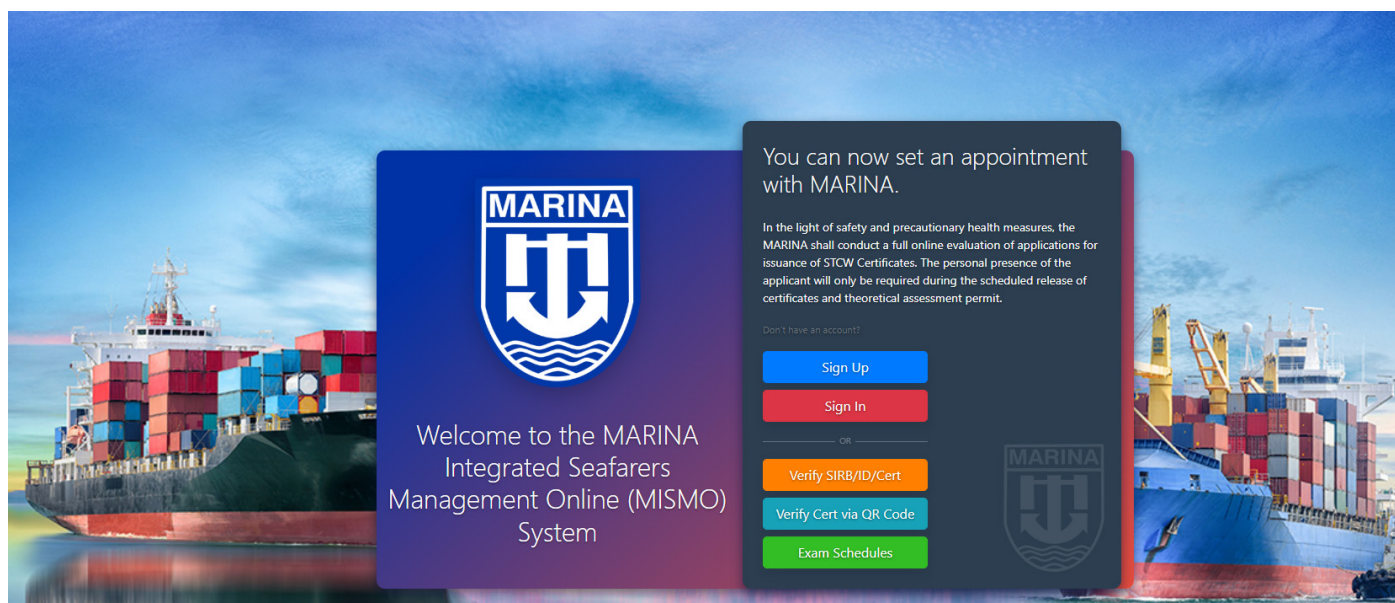 MARINA
Welcome to the MARINA
Integrated Seafarers
Management Online (MISMO)
System
You can now set an appointment
with MARINA.
In the light of safety and precautionary health measures, the
MARINA shall conduct a full online evaluation of applications for
issuance of STCW Certificates. The personal presence of the
applicant will only be required during the scheduled release of
certificates and theoretical assessment permit.
Don't have an account?
Sign Up
Sign In
OR
Verify SIRB/ID/Cert
Verify Cert via QR Code
Exam Schedules
MARINA